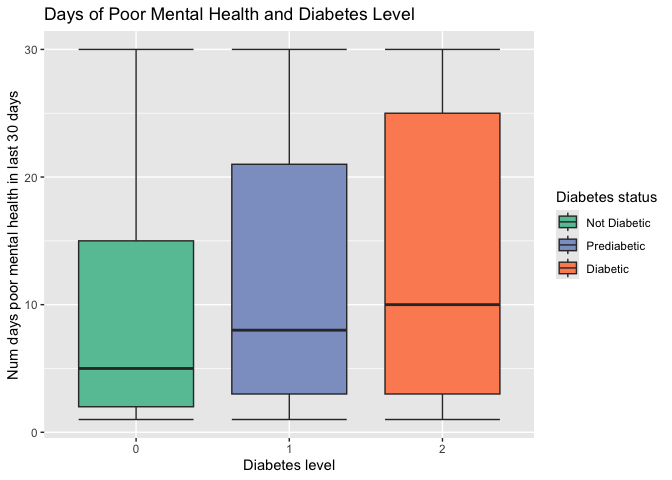 Days of Poor Mental Health and Diabetes Level
Num days poor mental health in last 30 days
30
20
10
0
0
1
2
Diabetes level
Diabetes status
Not Diabetic
Prediabetic
Diabetic